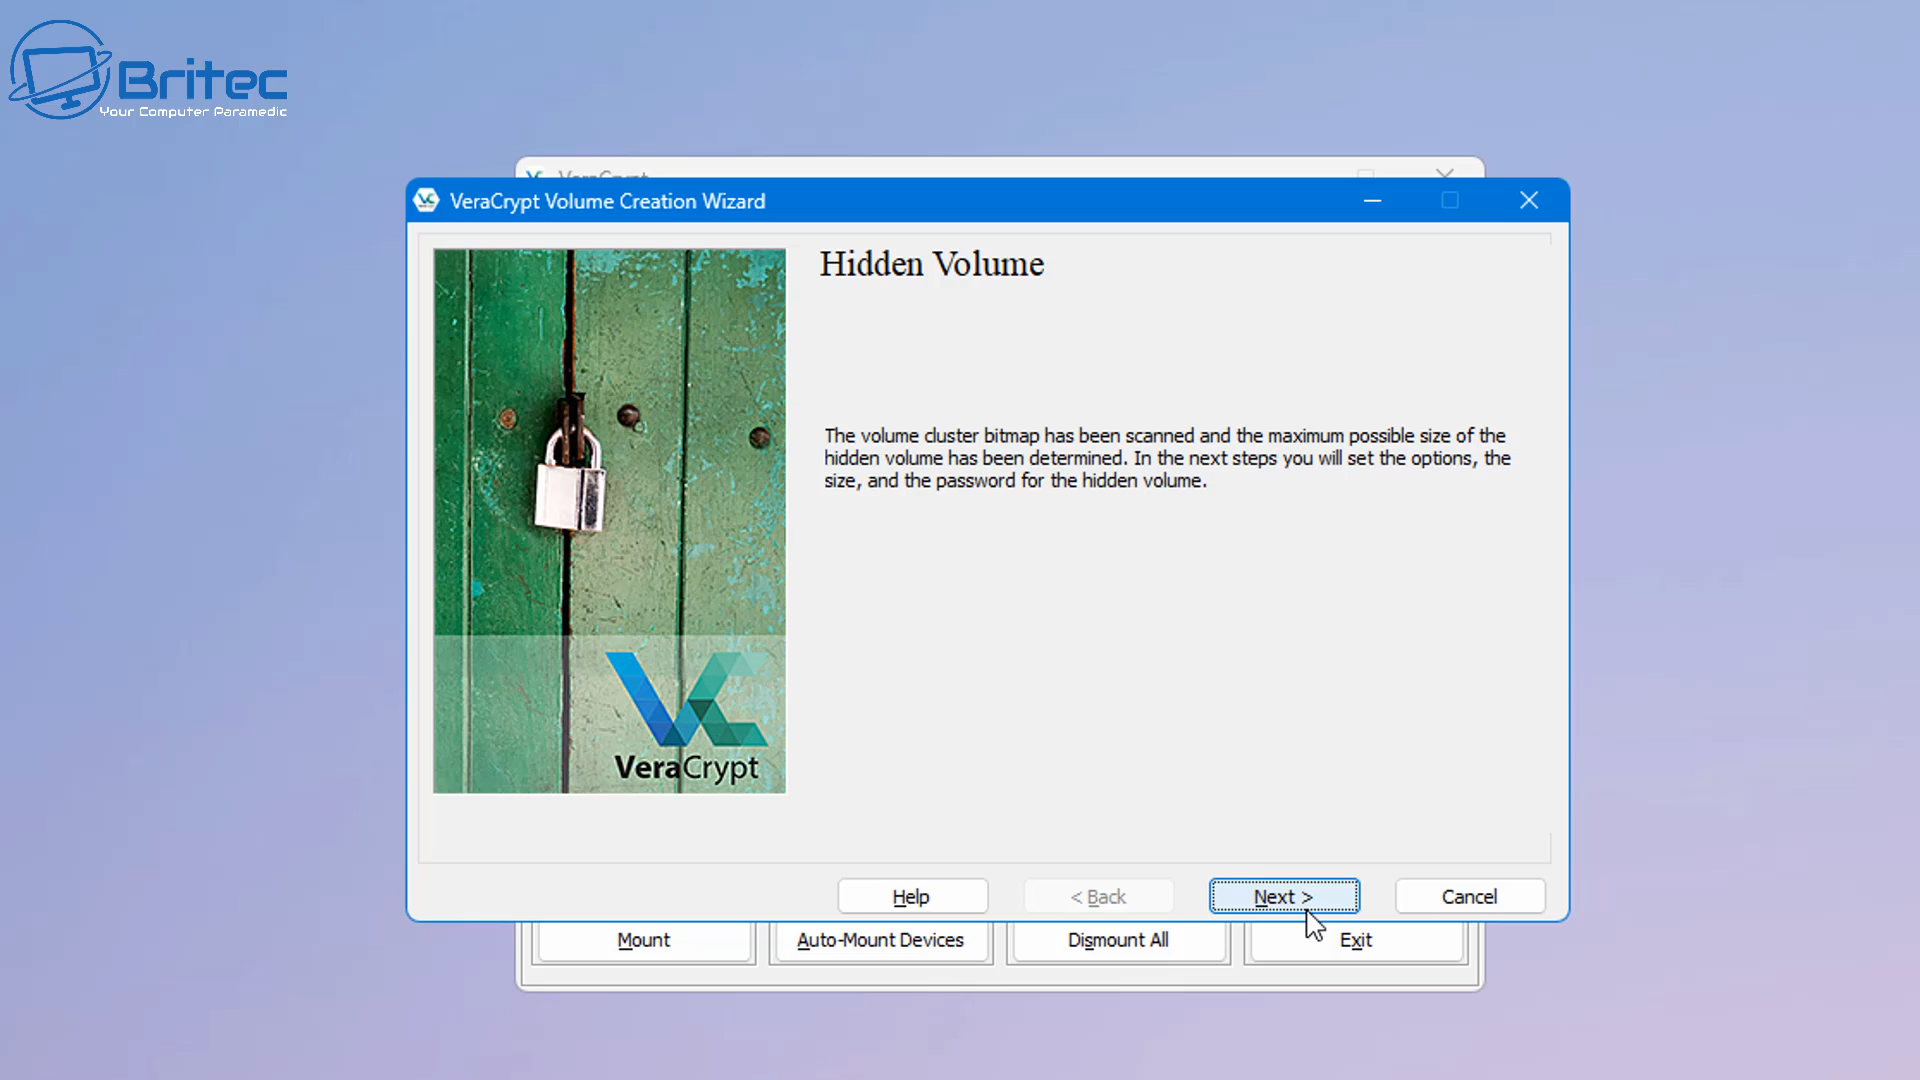 Britec
Your Computer Paramedic
VeraCrypt
VeraCrypt Volume Creation Wizard
Hidden Volume
The volume cluster bitmap has been scanned and the maximum possible size of the
hidden volume has been determined. In the next steps you will set the options, the
size, and the password for the hidden volume.
VeraCrypt
Help
< Back
Next >
Cancel
Mount
Auto-Mount Devices
Dismount All
Exit